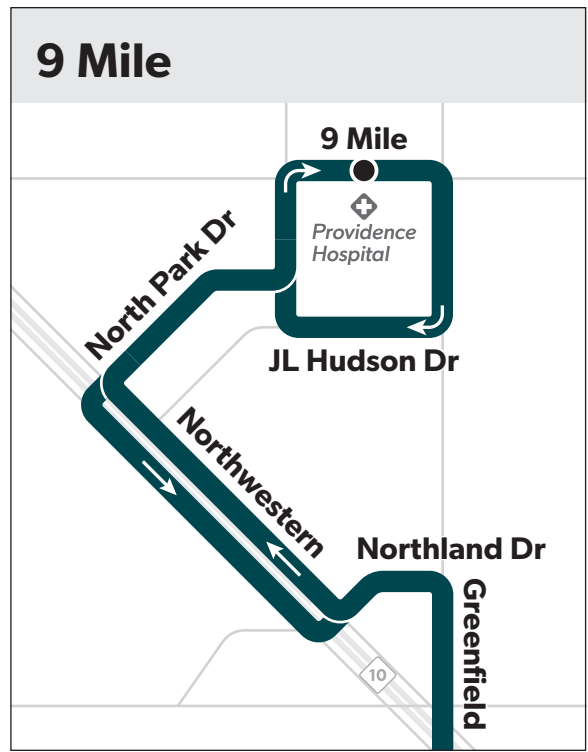 9 Mile
9 Mile
Providence
Hospital
North Park Dr
JL Hudson Dr
Northwestern
Northland Dr
Greenfield
10